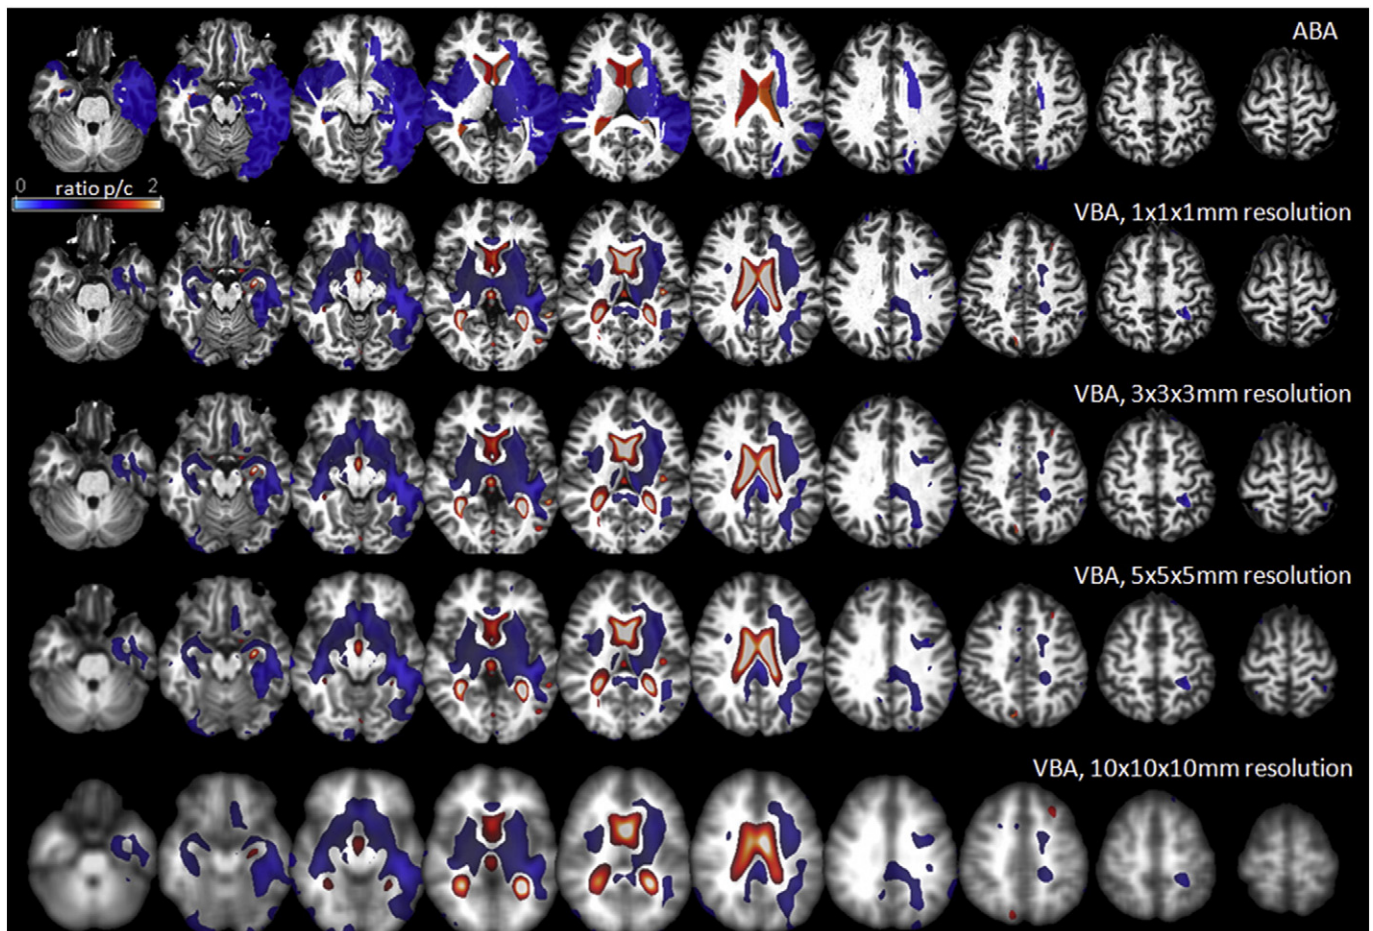 ABA
0 ratio p/c 2
VBA, 1x1x1mm resolution
VBA, 3x3x3mm resolution
VBA, 5x5x5mm resolution
VBA, 10x10x10mm resolution